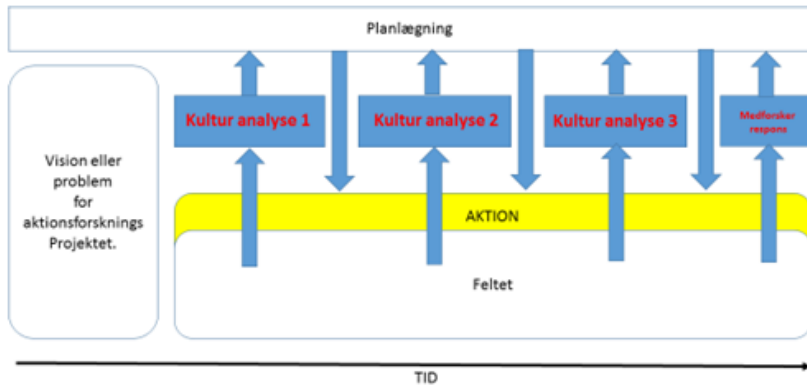 Planlægning
Kultur analyse 1
Kultur analyse 2
Kultur analyse 3
Medforsker
respons
Vision eller
problem
for
aktionsforsknings
Projektet.
AKTION
Feltet
TID